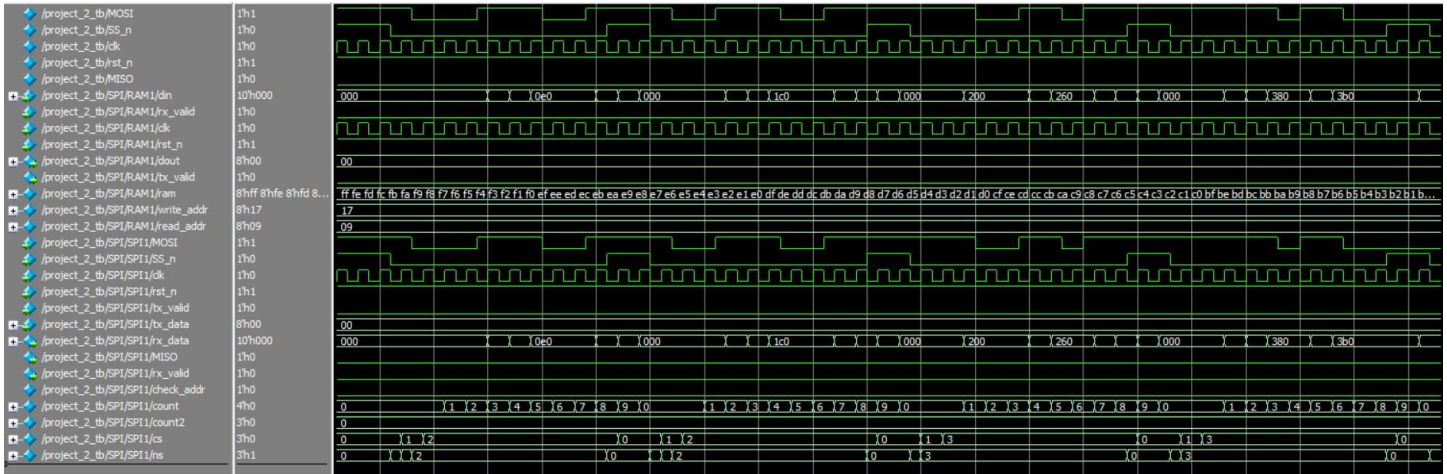 /project_2_tb/MOSI 1'h1
/project_2_tb/SS_n 1'h0
/project_2_tb/clk 1'h0
/project_2_tb/rst_n 1'h1
/project_2_tb/MISO 1'h0
/project_2_tb/SPI/RAM1/din 10'h000 000 0e0 000 1c0 000 200 260 000 380 3b0
/project_2_tb/SPI/RAM1/rx_valid 1'h0
/project_2_tb/SPI/RAM1/clk 1'h0
/project_2_tb/SPI/RAM1/rst_n 1'h1
/project_2_tb/SPI/RAM1/dout 8'h00 00
/project_2_tb/SPI/RAM1/tx_valid 1'h0
/project_2_tb/SPI/RAM1/ram 8'hff 8'hfe 8'hfd 8... ff fe fd fc fb fa f9 f8 f7 f6 f5 f4 f3 f2 f1 f0 ef ee ed ec eb ea e9 e8 e7 e6 e5 e4 e3 e2 e1 e0 df de dd dc db da d9 d8 d7 d6 d5 d4 d3 d2 d1 d0 cf ce cd cc cb ca c9 c8 c7 c6 c5 c4 c3 c2 c1 c0 bf be bd bc bb ba b9 b8 b7 b6 b5 b4 b3 b2 b1 b...
/project_2_tb/SPI/RAM1/write_addr 8'h17 17
/project_2_tb/SPI/RAM1/read_addr 8'h09 09
/project_2_tb/SPI/SPI1/MOSI 1'h1
/project_2_tb/SPI/SPI1/SS_n 1'h0
/project_2_tb/SPI/SPI1/clk 1'h0
/project_2_tb/SPI/SPI1/rst_n 1'h1
/project_2_tb/SPI/SPI1/tx_valid 1'h0
/project_2_tb/SPI/SPI1/tx_data 8'h00 00
/project_2_tb/SPI/SPI1/rx_data 10'h000 000 0e0 000 1c0 000 200 260 000 380 3b0
/project_2_tb/SPI/SPI1/MISO 1'h0
/project_2_tb/SPI/SPI1/rx_valid 1'h0
/project_2_tb/SPI/SPI1/check_addr 1'h0
/project_2_tb/SPI/SPI1/count 4'h0 0 1 2 3 4 5 6 7 8 9 0 1 2 3 4 5 6 7 8 9 0 1 2 3 4 5 6 7 8 9 0 1 2 3 4 5 6 7 8 9 0
/project_2_tb/SPI/SPI1/count2 3'h0 0
/project_2_tb/SPI/SPI1/cs 3'h0 0 1 2 0 1 2 0 1 3 0 1 3 0
/project_2_tb/SPI/SPI1/ns 3'h1 0 2 0 2 0 3 0 3 0